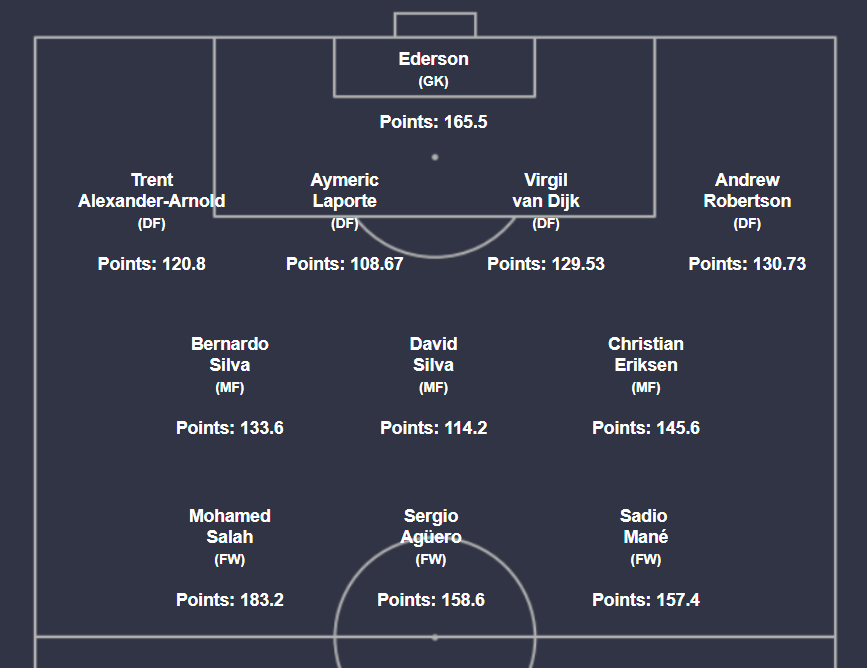 Ederson
(GK)
Points: 165.5
Trent
Alexander-Arnold
(DF)
Points: 120.8
Aymeric
Laporte
(DF)
Points: 108.67
Virgil
van Dijk
(DF)
Points: 129.53
Andrew
Robertson
(DF)
Points: 130.73
Bernardo
Silva
(MF)
Points: 133.6
David
Silva
(MF)
Points: 114.2
Christian
Eriksen
(MF)
Points: 145.6
Mohamed
Salah
(FW)
Points: 183.2
Sergio
Agüero
(FW)
Points: 158.6
Sadio
Mané
(FW)
Points: 157.4